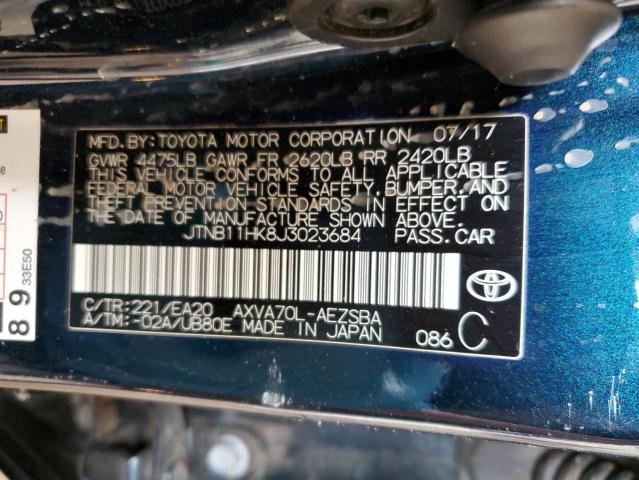 MFD. BY: TOYOTA MOTOR CORPORATION 07/17
GVWR 4475LB GAWR FR 2620LB RR 2420LB
THIS VEHICLE CONFORMS TO ALL APPLICABLE
FEDERAL MOTOR VEHICLE SAFETY, BUMPER, AND
THEFT PREVENTION STANDARDS IN EFFECT ON
THE DATE OF MANUFACTURE SHOWN ABOVE.
JTNB11HK8J3023684 PASS. CAR
C/TR: 221/EA20 AXVA70L-AEZSBA
A/TM: -02A/UB80E MADE IN JAPAN
086 C
TOYOTA
89
33E50